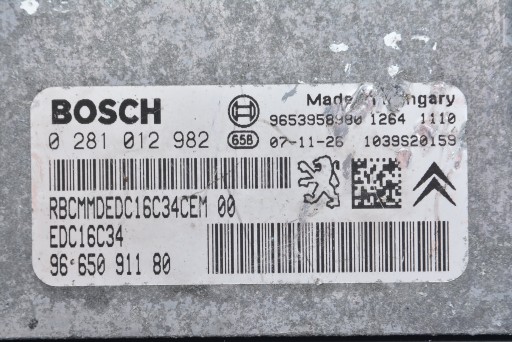 BOSCH
Made in Hungary
9653958980 1264 1110
0 281 012 982 658 07-11-26 1039S20159
RBCMMDEDC16C34CEM 00
EDC16C34
96 650 911 80